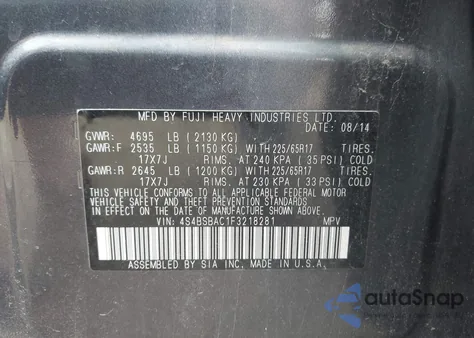 MFD BY FUJI HEAVY INDUSTRIES LTD.
DATE: 08/14
GVWR: 4695 LB ( 2130 KG)
GAWR:F 2535 LB ( 1150 KG) WITH 225/65R17 TIRES.
17X7J RIMS. AT 240 KPA ( 35 PSI) COLD
GAWR:R 2645 LB ( 1200 KG) WITH 225/65R17 TIRES.
17X7J RIMS. AT 230 KPA ( 33 PSI) COLD
THIS VEHICLE CONFORMS TO ALL
APPLICABLE FEDERAL MOTOR
VEHICLE SAFETY STANDARDS IN EFFECT ON THE
DATE OF MANUFACTURE SHOWN ABOVE.
VIN: 4S4BSBAC1F3218281 MPV
ASSEMBLED BY SIA INC. MADE IN U.S.A.
autoSnap